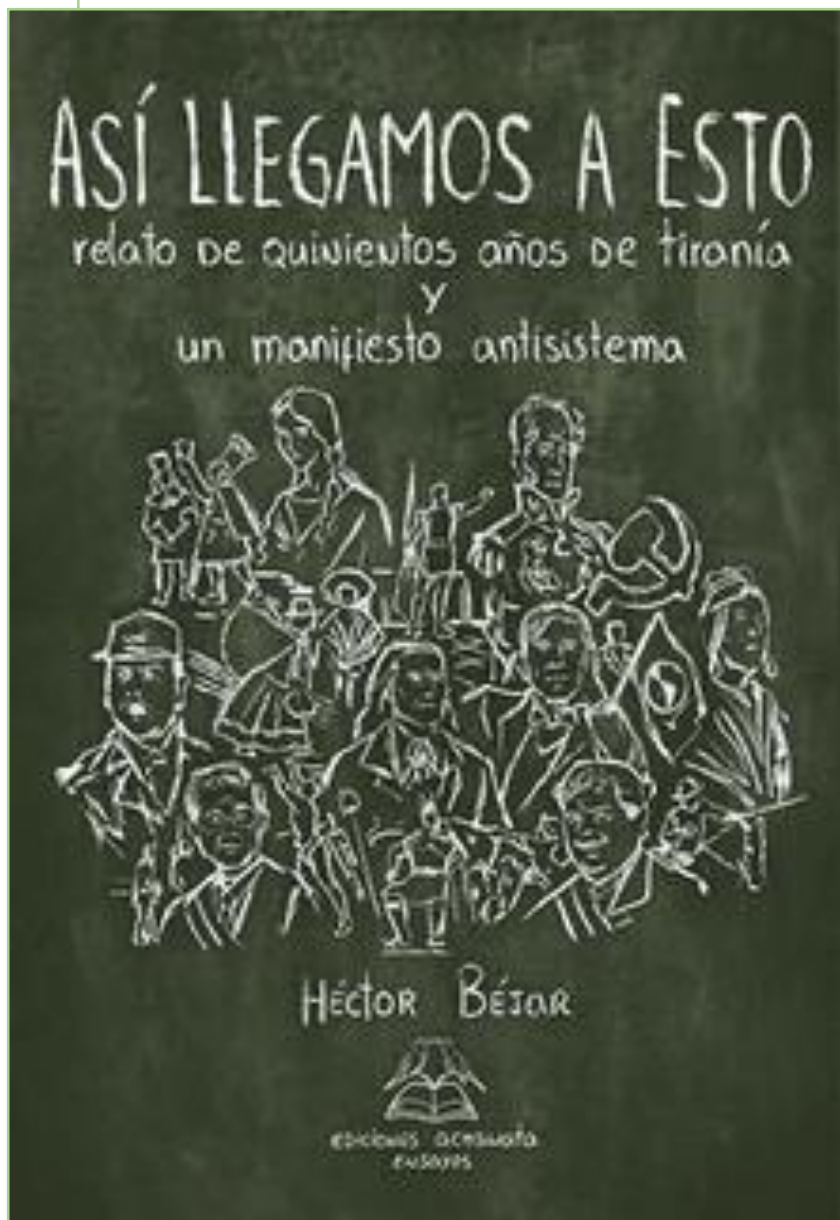 ASÍ LLEGAMOS A ESTO
relato de quinientos años de tiranía
y
un manifiesto antisistema
Héctor Béjar
ediciones achawata
ensayos